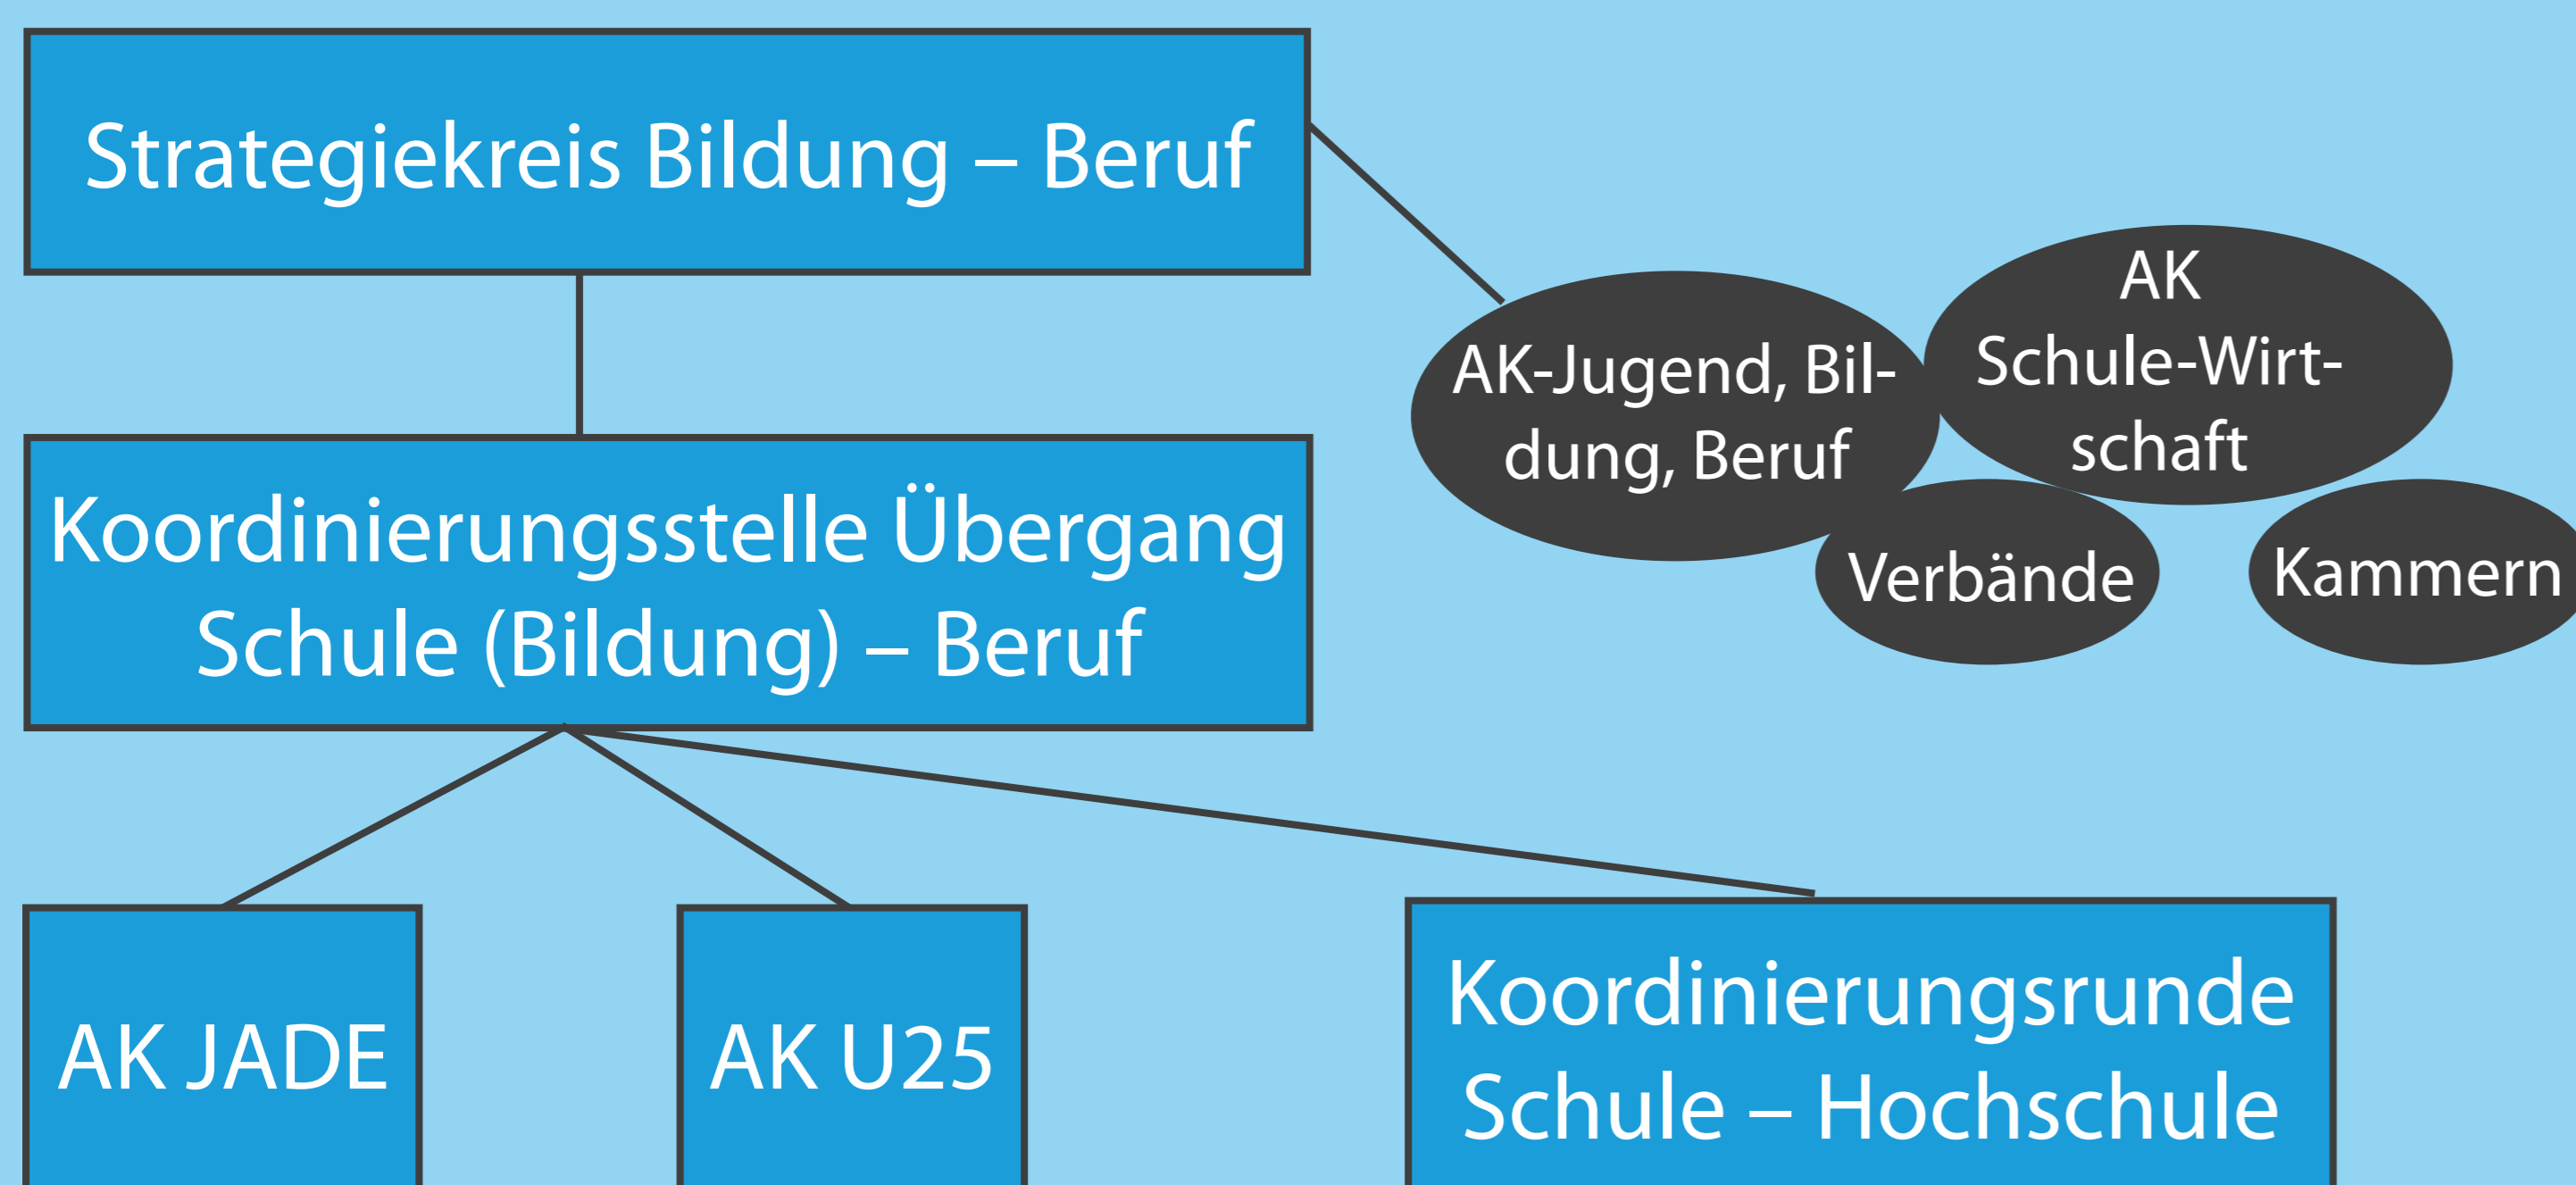 Strategiekreis Bildung – Beruf
AK
Schule-Wirt-
schaft
AK-Jugend, Bil-
dung, Beruf
Verbände
Kammern
Koordinierungsstelle Übergang
Schule (Bildung) – Beruf
AK JADE
AK U25
Koordinierungsrunde
Schule – Hochschule